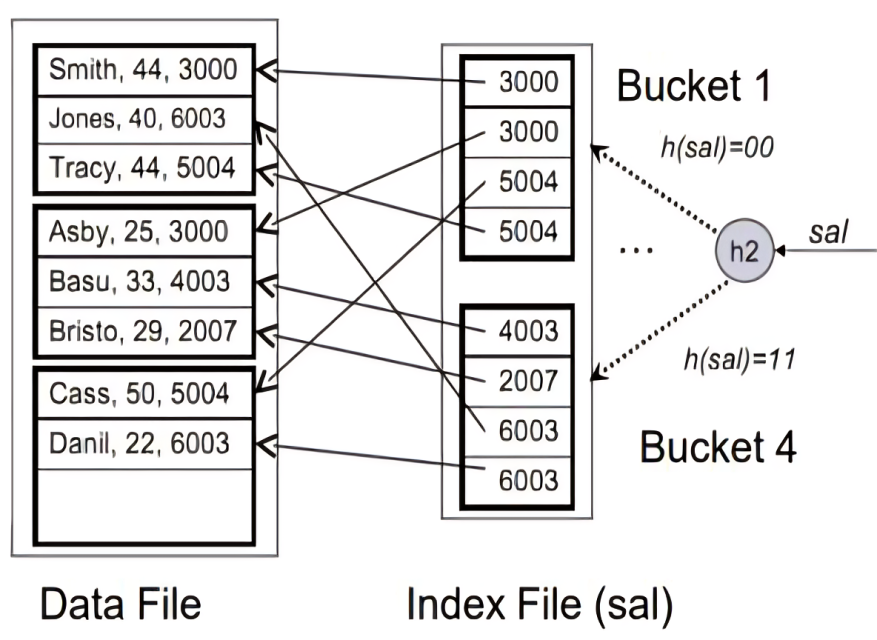 Smith, 44, 3000
Jones, 40, 6003
Tracy, 44, 5004
Asby, 25, 3000
Basu, 33, 4003
Bristo, 29, 2007
Cass, 50, 5004
Danil, 22, 6003
Data File
3000
3000
5004
5004
4003
2007
6003
6003
Index File (sal)
Bucket 1
h(sal)=00
...
h2
sal
h(sal)=11
Bucket 4